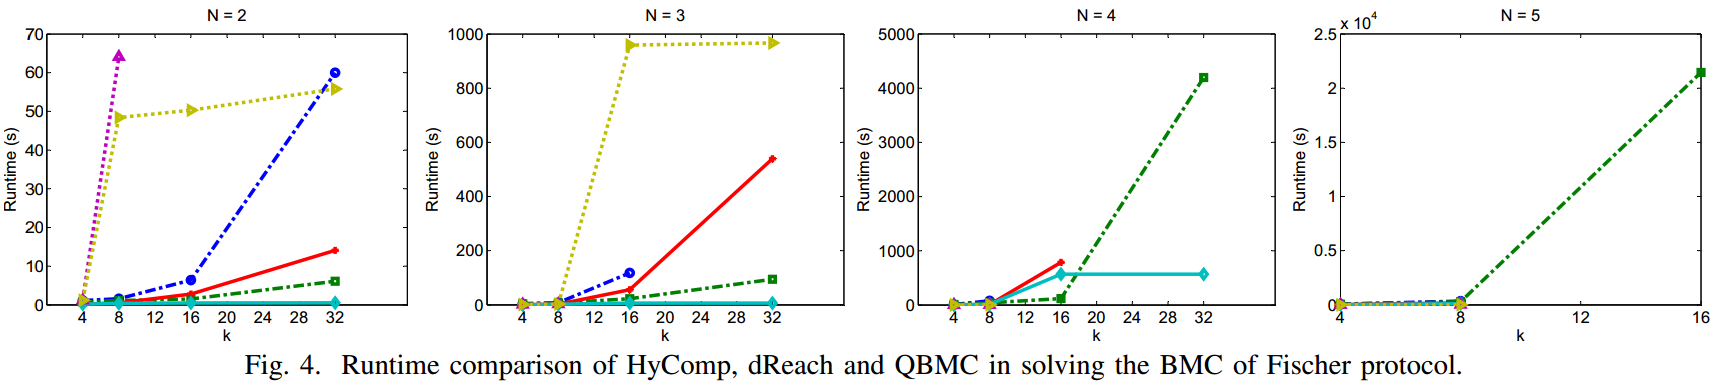 N = 2
70
60
50
40
30
20
10
0
Runtime (s)
4 8 12 16 20 24 28 32
k
N = 3
1000
800
600
400
200
0
Runtime (s)
4 8 12 16 20 24 28 32
k
N = 4
5000
4000
3000
2000
1000
0
Runtime (s)
4 8 12 16 20 24 28 32
k
N = 5
x 10^4
2.5
2
1.5
1
0.5
0
Runtime (s)
4 8 12 16
k
Fig. 4. Runtime comparison of HyComp, dReach and QBMC in solving the BMC of Fischer protocol.